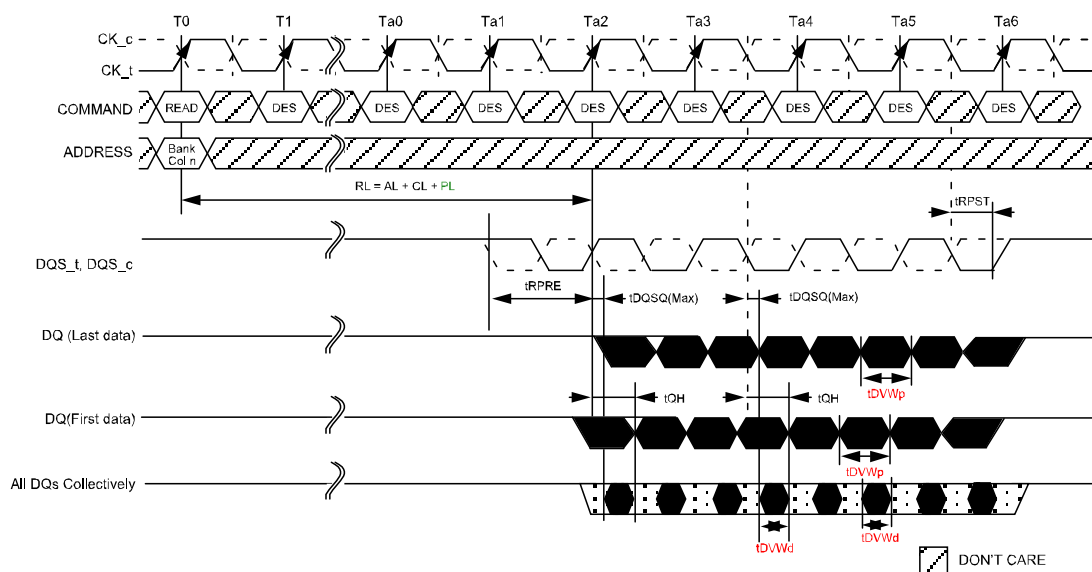 T0 T1 Ta0 Ta1 Ta2 Ta3 Ta4 Ta5 Ta6
CK_c
CK_t
COMMAND READ DES DES DES DES DES DES DES DES
ADDRESS Bank
Col n
RL = AL + CL + PL
tRPST
DQS_t, DQS_c
tRPRE tDQSQ(Max) tDQSQ(Max)
DQ (Last data)
tDVWp
tQH tQH
DQ(First data)
tDVWp
All DQs Collectively
tDVWd tDVWd
DON'T CARE